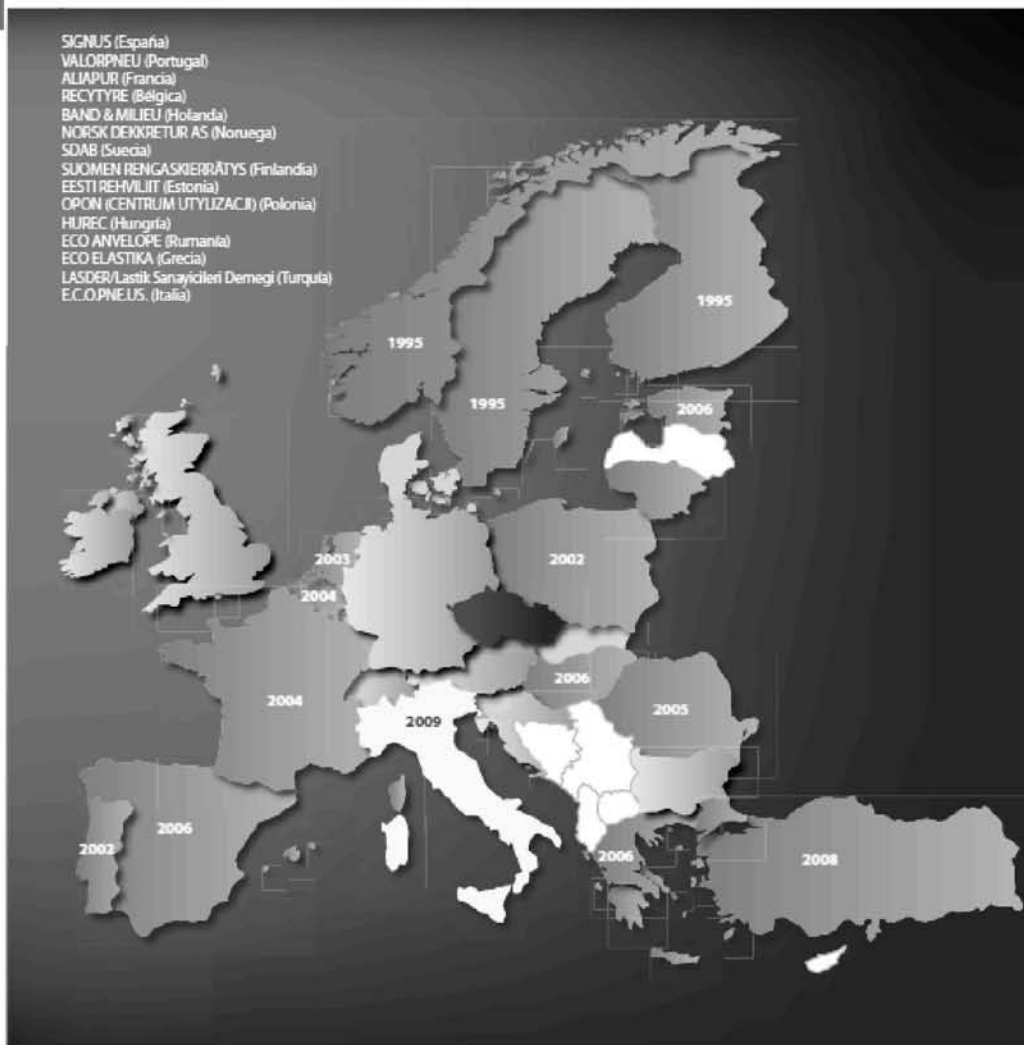 SIGNUS (España)
VALORPNEU (Portugal)
ALIAPUR (Francia)
RECYTYRE (Bélgica)
BAND & MILIEU (Holanda)
NORSK DEKKRETUR AS (Noruega)
SDAB (Suecia)
SUOMEN RENGASKIERRÄTYS (Finlandia)
EESTI REHVILIIT (Estonia)
OPON (CENTRUM UTYLIZACJI) (Polonia)
HUREC (Hungría)
ECO ANVELOPE (Rumanía)
ECO ELASTIKA (Grecia)
LASDER/Lastik Sanayicileri Demegi (Turquía)
E.C.O.PNE.US. (Italia)
1995
1995
1995
2006
2003
2002
2004
2006
2004
2005
2009
2006
2002
2006
2008